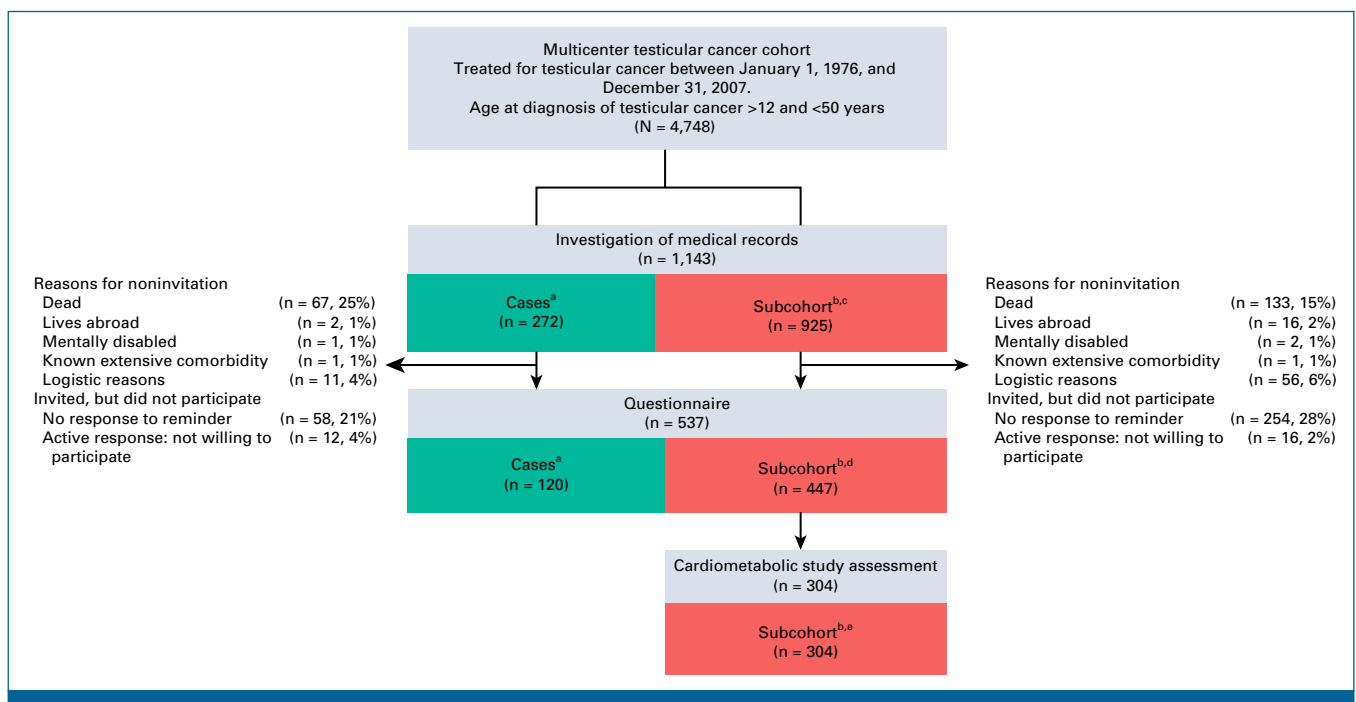 Multicenter testicular cancer cohort
Treated for testicular cancer between January 1, 1976, and
December 31, 2007.
Age at diagnosis of testicular cancer >12 and <50 years
(N = 4,748)
Investigation of medical records
(n = 1,143)
Cases^a
(n = 272)
Subcohort^b,c
(n = 925)
Reasons for noninvitation
Dead (n = 67, 25%)
Lives abroad (n = 2, 1%)
Mentally disabled (n = 1, 1%)
Known extensive comorbidity (n = 1, 1%)
Logistic reasons (n = 11, 4%)
Invited, but did not participate
No response to reminder (n = 58, 21%)
Active response: not willing to (n = 12, 4%)
participate
Reasons for noninvitation
Dead (n = 133, 15%)
Lives abroad (n = 16, 2%)
Mentally disabled (n = 2, 1%)
Known extensive comorbidity (n = 1, 1%)
Logistic reasons (n = 56, 6%)
Invited, but did not participate
No response to reminder (n = 254, 28%)
Active response: not willing to (n = 16, 2%)
participate
Questionnaire
(n = 537)
Cases^a
(n = 120)
Subcohort^b,d
(n = 447)
Cardiometabolic study assessment
(n = 304)
Subcohort^b,e
(n = 304)